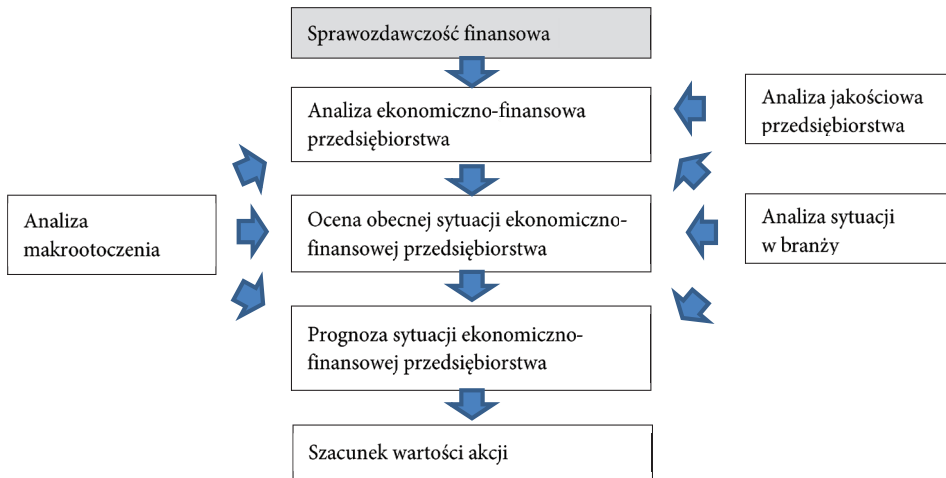 Sprawozdawczość finansowa
Analiza ekonomiczno-finansowa
przedsiębiorstwa
Analiza jakościowa
przedsiębiorstwa
Analiza
makrootoczenia
Ocena obecnej sytuacji ekonomiczno-
finansowej przedsiębiorstwa
Analiza sytuacji
w branży
Prognoza sytuacji ekonomiczno-
finansowej przedsiębiorstwa
Szacunek wartości akcji